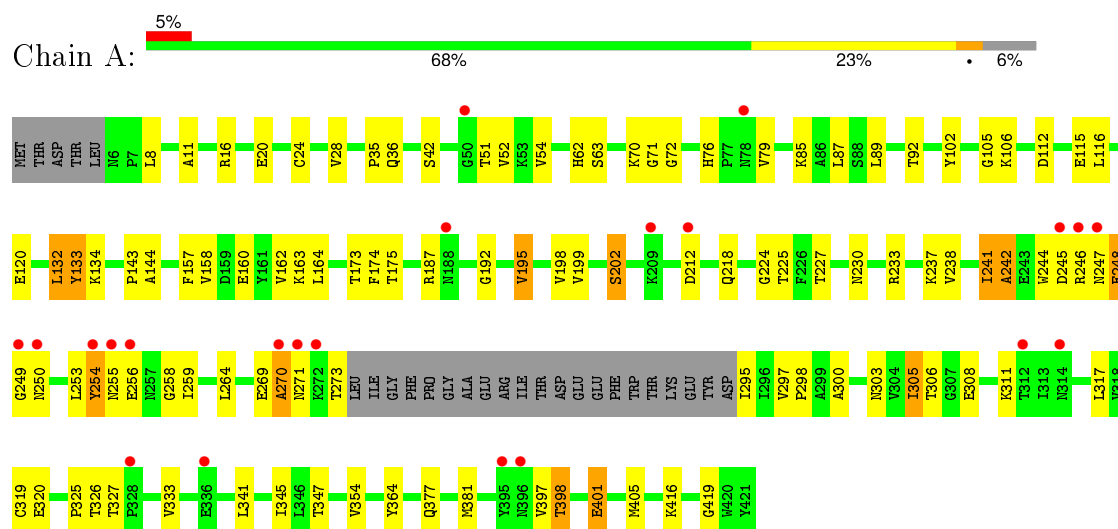 5%
Chain A:
68% 23% • 6%
MET THR ASP THR LEU N6 P7 L8 A11 R16 E20 C24 V28 P35 Q36 S42 G50 T51 V52 K53 V54 H62 S63 K70 G71 G72 H76 P77 N78 V79 K85 A86 L87 S88 L89 T92 Y102 G105 K106 D112 E115 L116
E120 L132 Y133 K134 P143 A144 F157 V158 D159 E160 Y161 V162 K163 L164 T173 F174 T175 R187 N188 G192 V195 V198 V199 S202 K209 D212 Q218 G224 T225 F226 T227 N230 R233 K237 V238 I241 A242 E243 W244 D245 R246 N247
G249 N250 L253 Y254 N255 E256 N257 G258 I259 L264 E269 A270 N271 K272 T273 LEU ILE GLY PHE PRO GLY ALA GLU ARG ILE THR ASP GLU GLU PHE TRP THR LYS GLU TYR ASP I295 I296 V297 P298 A299 A300 N303 V304 I305 T306 G307 E308 K311 T312 I313 N314 L317
C319 E320 P325 T326 T327 P328 V333 E336 L341 I345 L346 T347 V354 Y364 Q377 M381 Y395 N396 V397 T398 E401 M405 K416 G419 W420 Y421